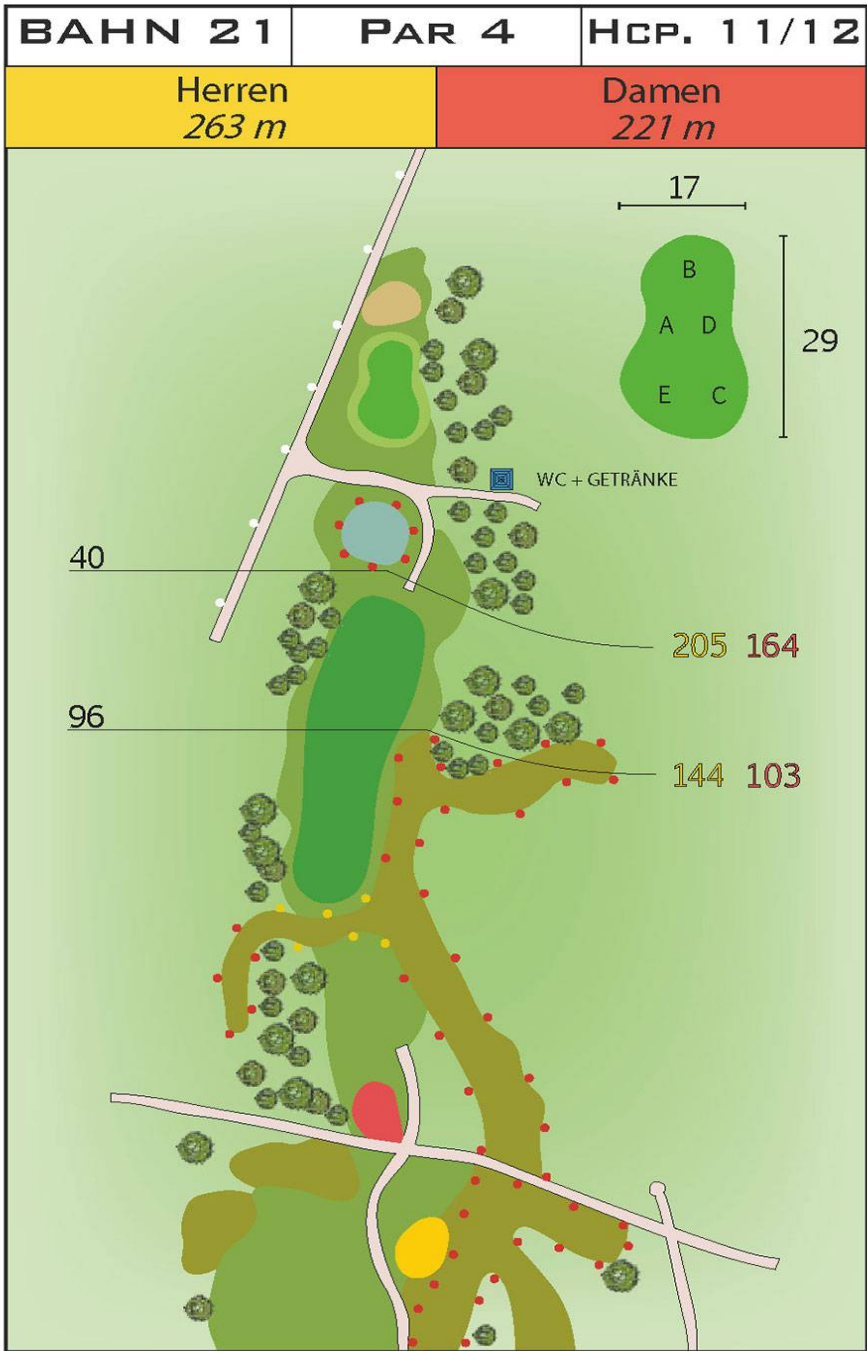 BAHN 21
PAR 4
HCP. 11/12
Herren
263 m
Damen
221 m
17
B
A D
29
E C
WC + GETRÄNKE
40
205 164
96
144 103